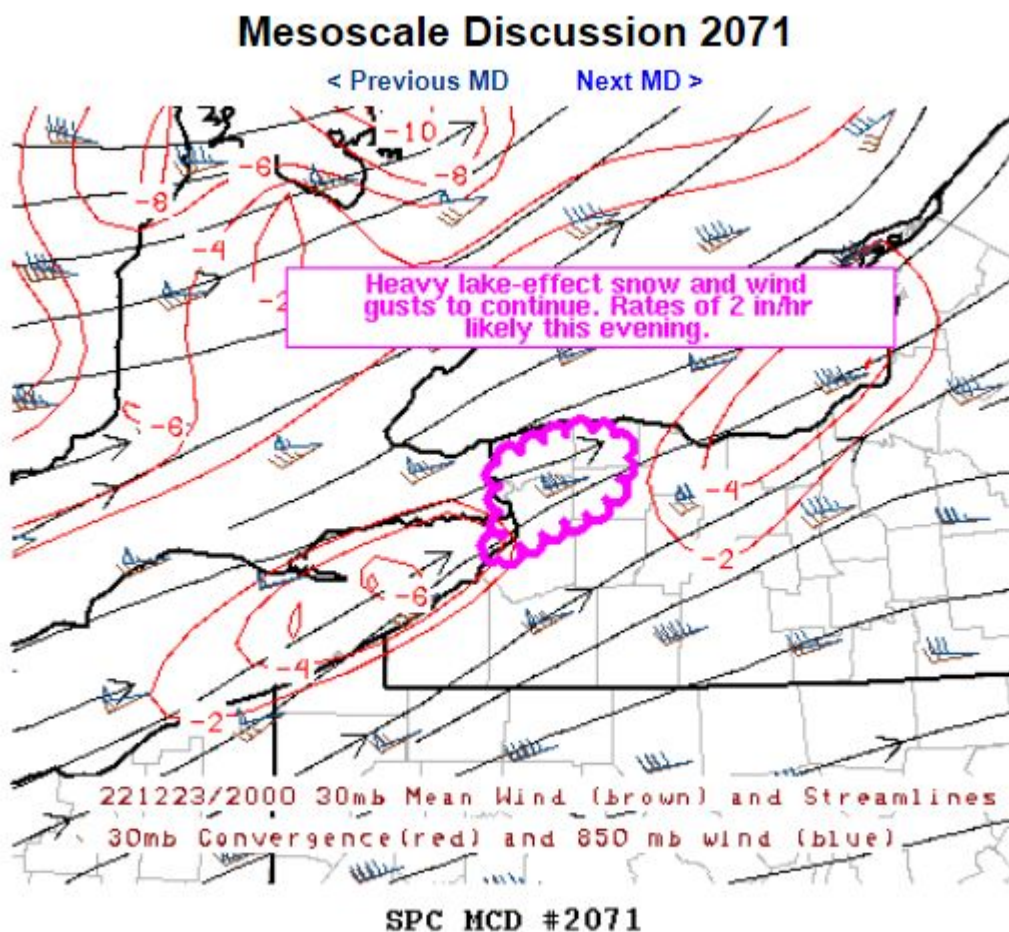 Mesoscale Discussion 2071
< Previous MD Next MD >
-10
-6
-8
-8
-4
-2
Heavy lake-effect snow and wind
gusts to continue. Rates of 2 in/hr
likely this evening.
-6
-4
-2
-6
-4
-2
221223/2000 30mb Mean Wind (brown) and Streamlines
30mb Convergence(red) and 850 mb wind (blue)
SPC MCD #2071